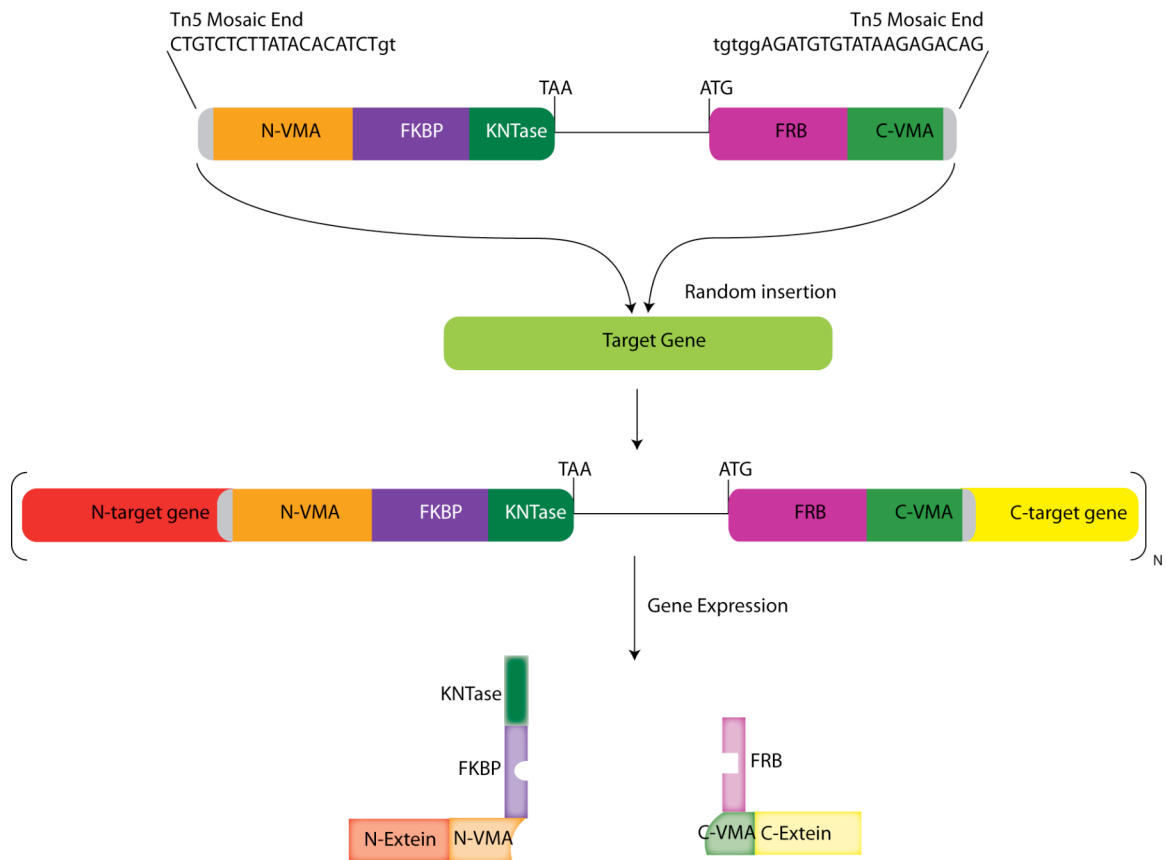 Tn5 Mosaic End
CTGTCTCTTATACACATCTgt
Tn5 Mosaic End
tgtggAGATGTGTATAAGAGACAG
TAA
ATG
N-VMA
FKBP
KNTase
FRB
C-VMA
Random insertion
Target Gene
TAA
ATG
N-target gene
N-VMA
FKBP
KNTase
FRB
C-VMA
C-target gene
N
Gene Expression
KNTase
FKBP
FRB
N-Extein
N-VMA
C-VMA
C-Extein